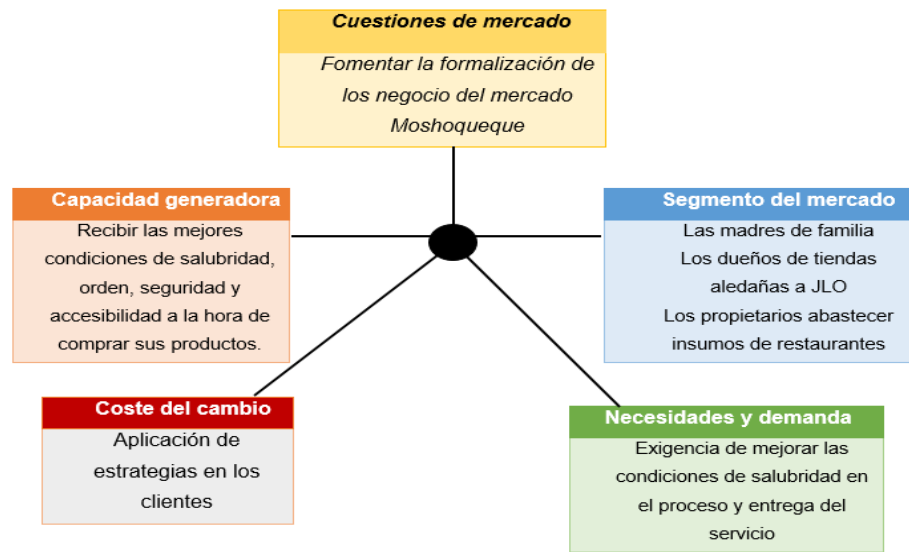 Cuestiones de mercado
Fomentar la formalización de
los negocio del mercado
Moshoqueque
Capacidad generadora
Recibir las mejores
condiciones de salubridad,
orden, seguridad y
accesibilidad a la hora de
comprar sus productos.
Segmento del mercado
Las madres de familia
Los dueños de tiendas
aledañas a JLO
Los propietarios abastecer
insumos de restaurantes
Coste del cambio
Aplicación de
estrategias en los
clientes
Necesidades y demanda
Exigencia de mejorar las
condiciones de salubridad en
el proceso y entrega del
servicio